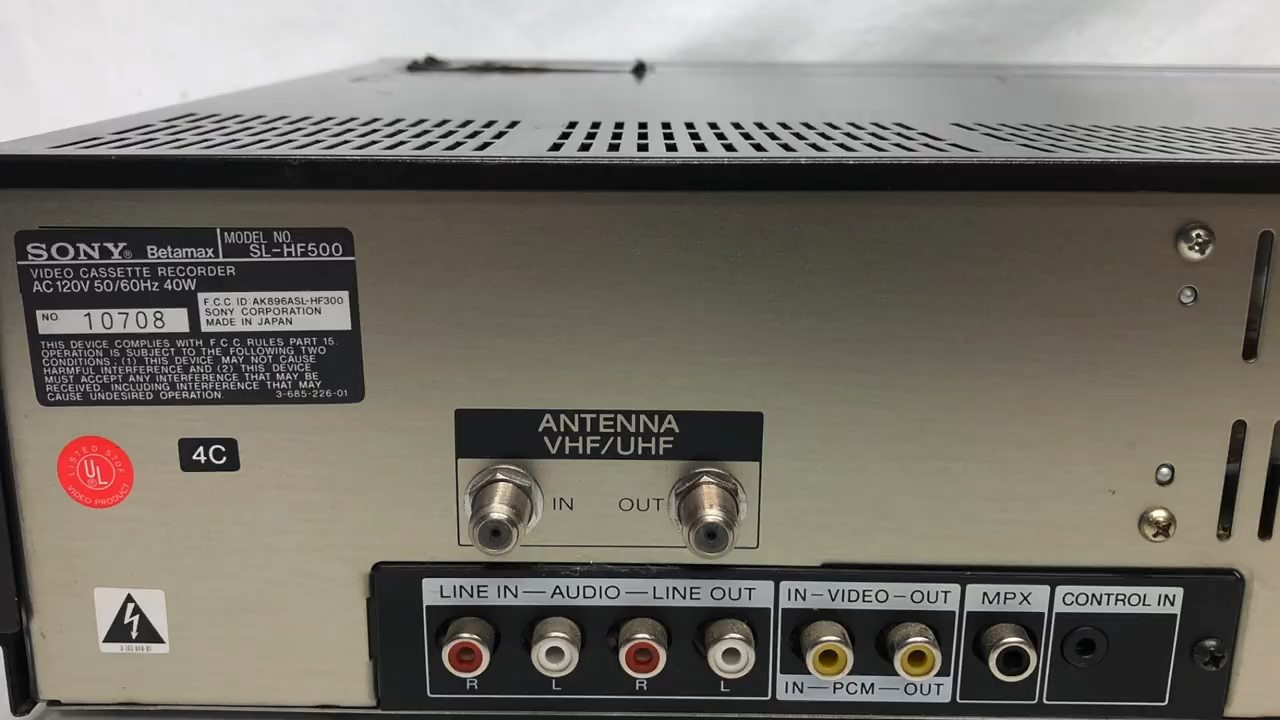 SONY® Betamax
MODEL NO.
SL-HF500
VIDEO CASSETTE RECORDER
AC 120V 50/60Hz 40W
NO. 10708
F.C.C. ID: AK896ASL-HF300
SONY CORPORATION
MADE IN JAPAN
THIS DEVICE COMPLIES WITH F.C.C. RULES PART 15.
OPERATION IS SUBJECT TO THE FOLLOWING TWO
CONDITIONS: (1) THIS DEVICE MAY NOT CAUSE
HARMFUL INTERFERENCE AND (2) THIS DEVICE
MUST ACCEPT ANY INTERFERENCE THAT MAY
BE RECEIVED, INCLUDING INTERFERENCE THAT MAY
CAUSE UNDESIRED OPERATION. 3-685-226-01
LISTED 570F
UL®
VIDEO PRODUCT
4C
ANTENNA
VHF/UHF
IN OUT
LINE IN — AUDIO — LINE OUT
R L R L
IN — VIDEO — OUT
IN — PCM — OUT
MPX
CONTROL IN